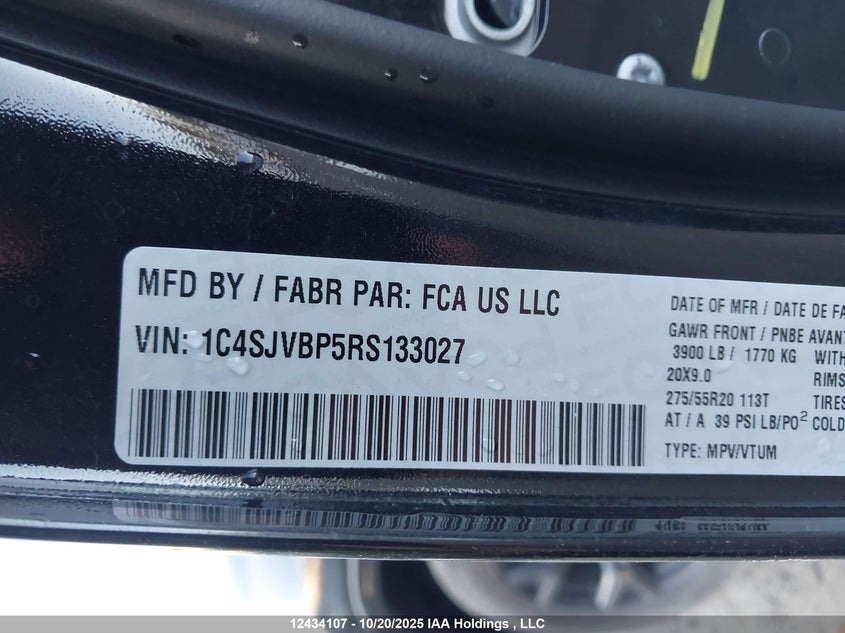 MFD BY / FABR PAR: FCA US LLC
VIN: 1C4SJVBP5RS133027
DATE OF MFR / DATE DE FA
GAWR FRONT / PNBE AVANT
3900 LB / 1770 KG WITH
20X9.0 RIMS
275/55R20 113T TIRES
AT / A 39 PSI LB/PO² COLD
TYPE: MPV/VTUM
12434107 - 10/20/2025 IAA Holdings , LLC